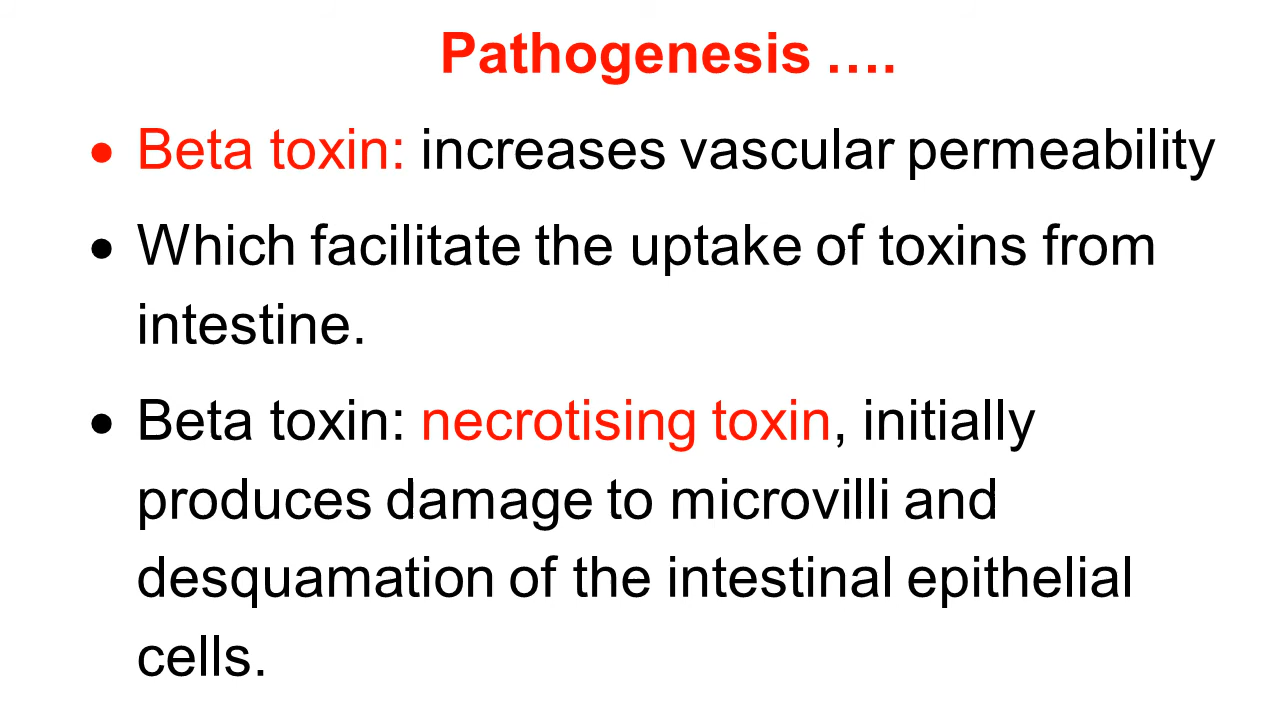 Pathogenesis ….
• Beta toxin: increases vascular permeability
• Which facilitate the uptake of toxins from
intestine.
• Beta toxin: necrotising toxin, initially
produces damage to microvilli and
desquamation of the intestinal epithelial
cells.